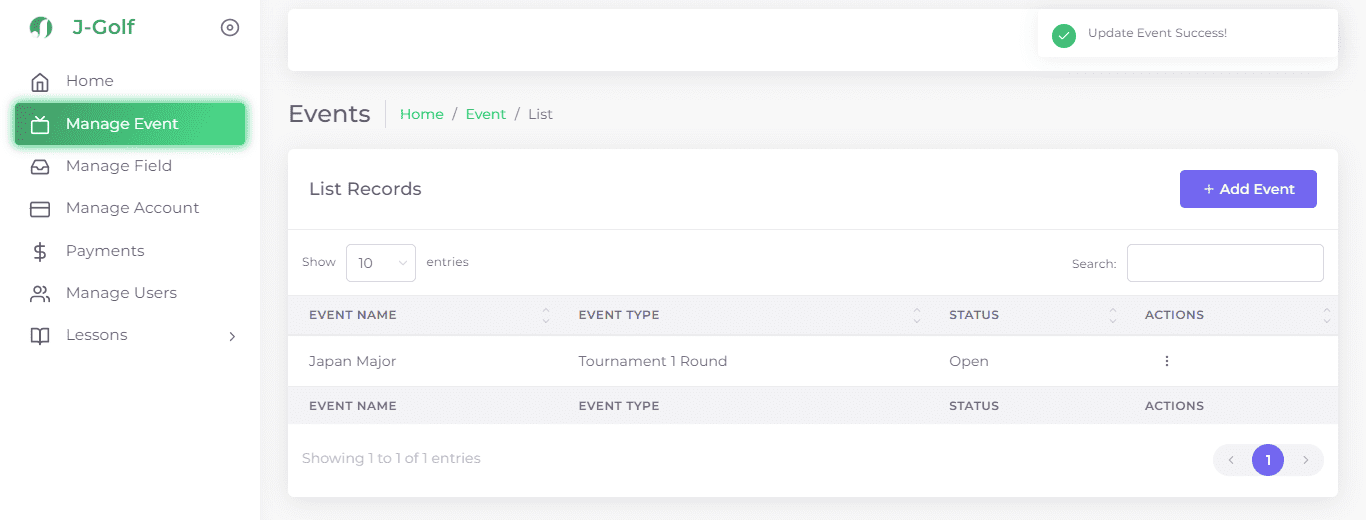 J-Golf
Update Event Success!
Home
Manage Event
Manage Field
Manage Account
Payments
Manage Users
Lessons
Events
Home / Event / List
List Records
+ Add Event
Show 10 entries
Search:
EVENT NAME EVENT TYPE STATUS ACTIONS
Japan Major Tournament 1 Round Open
EVENT NAME EVENT TYPE STATUS ACTIONS
Showing 1 to 1 of 1 entries
1